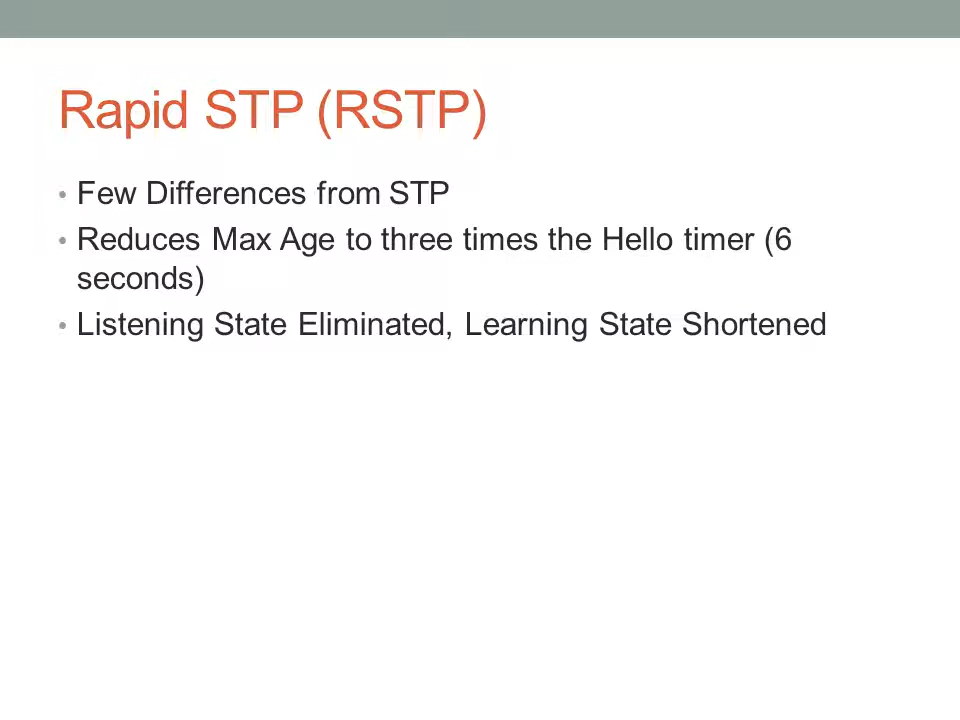 Rapid STP (RSTP)
• Few Differences from STP
• Reduces Max Age to three times the Hello timer (6
seconds)
• Listening State Eliminated, Learning State Shortened